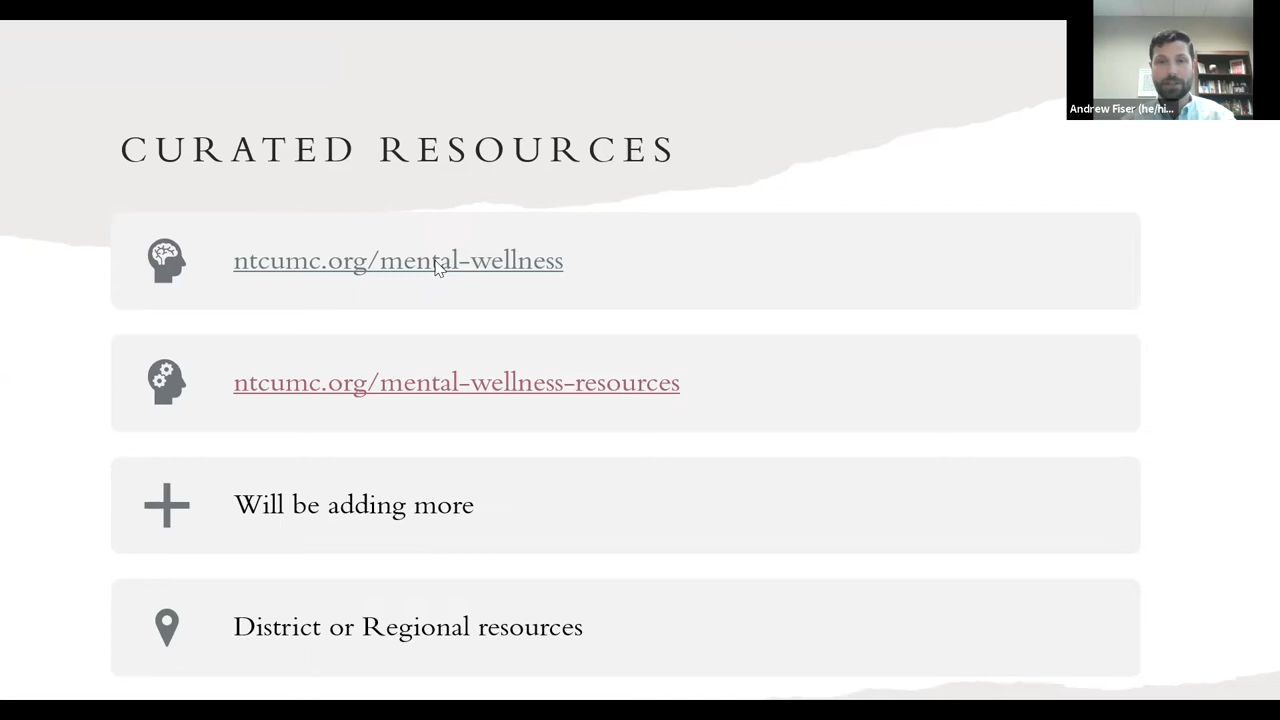 Andrew Fiser (he/hi...
CURATED RESOURCES
ntcumc.org/mental-wellness
ntcumc.org/mental-wellness-resources
Will be adding more
District or Regional resources